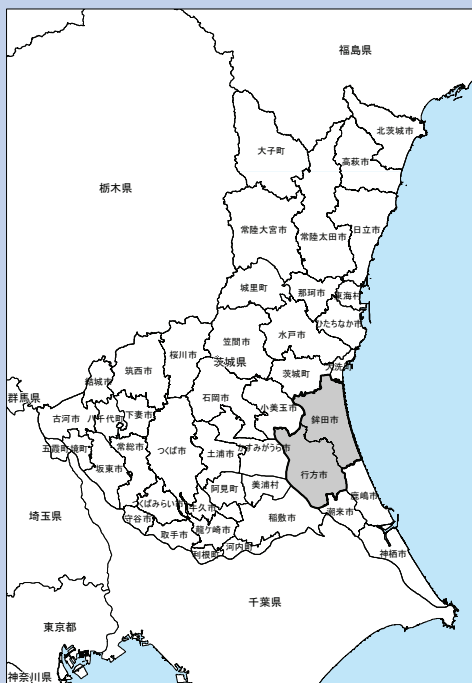 福島県
北茨城市
大子町
高萩市
栃木県
常陸大宮市
常陸太田市
日立市
城里町
那珂市
東海村
ひたちなか市
笠間市
水戸市
桜川市
筑西市
茨城県
茨城町
大洗町
結城市
群馬県
石岡市
小美玉市
鉾田市
古河市
八千代町
下妻市
つくば市
五霞町
境町
常総市
土浦市
かすみがうら市
坂東市
行方市
阿見町
美浦村
つくばみらい市
牛久市
鹿嶋市
埼玉県
守谷市
稲敷市
潮来市
取手市
龍ケ崎市
利根町
河内町
神栖市
千葉県
東京都
神奈川県